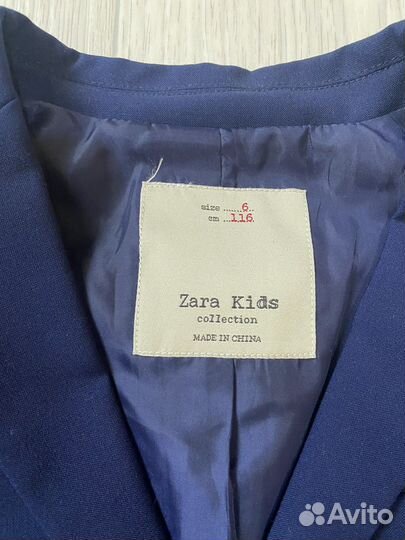 size ...... 6..
cm ...116
Zara Kids
collection
MADE IN CHINA
Avito